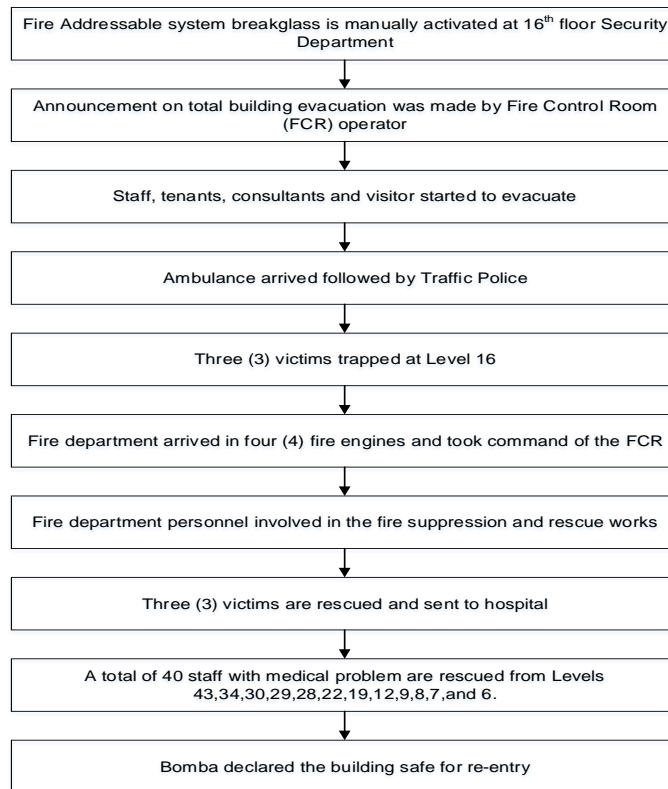 Fire Addressable system breakglass is manually activated at 16th floor Security
Department
Announcement on total building evacuation was made by Fire Control Room
(FCR) operator
Staff, tenants, consultants and visitor started to evacuate
Ambulance arrived followed by Traffic Police
Three (3) victims trapped at Level 16
Fire department arrived in four (4) fire engines and took command of the FCR
Fire department personnel involved in the fire suppression and rescue works
Three (3) victims are rescued and sent to hospital
A total of 40 staff with medical problem are rescued from Levels
43,34,30,29,28,22,19,12,9,8,7,and 6.
Bomba declared the building safe for re-entry